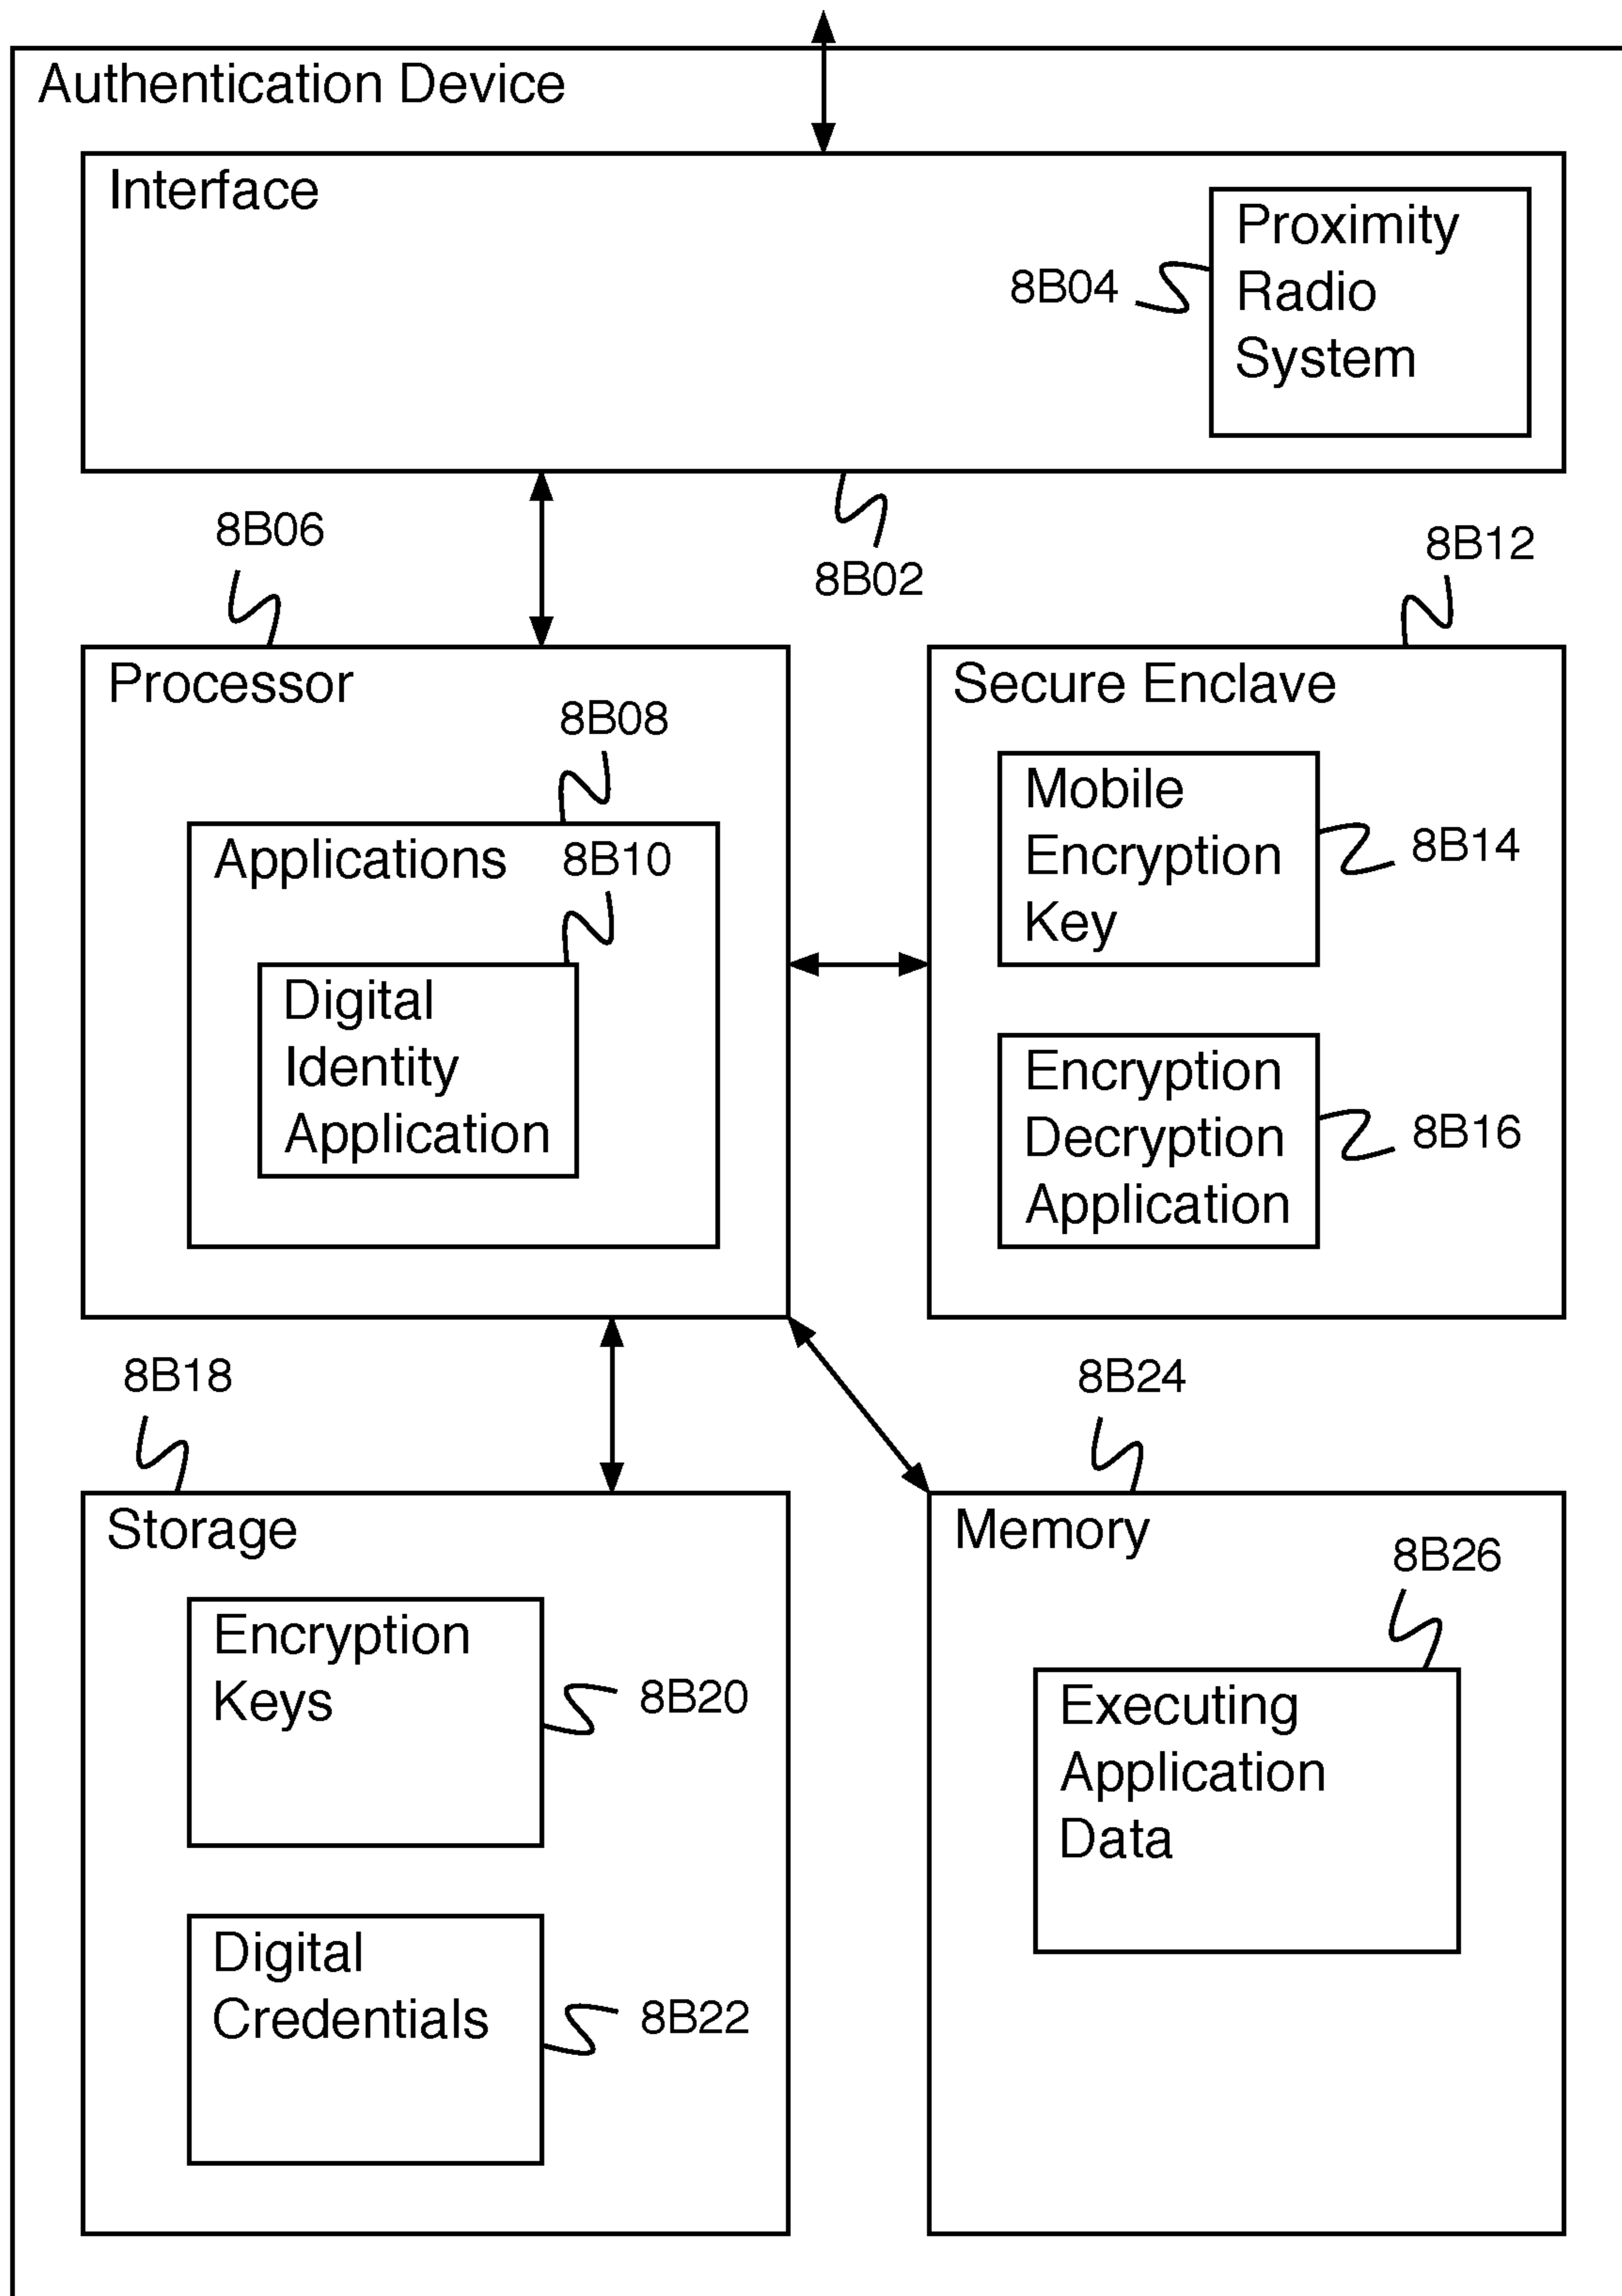 Authentication Device
Interface
Proximity
Radio
System
8B04
8B02
8B06
Processor
8B08
Applications
8B10
Digital
Identity
Application
8B12
Secure Enclave
Mobile
Encryption
Key
8B14
Encryption
Decryption
Application
8B16
8B18
Storage
Encryption
Keys
8B20
Digital
Credentials
8B22
8B24
Memory
8B26
Executing
Application
Data